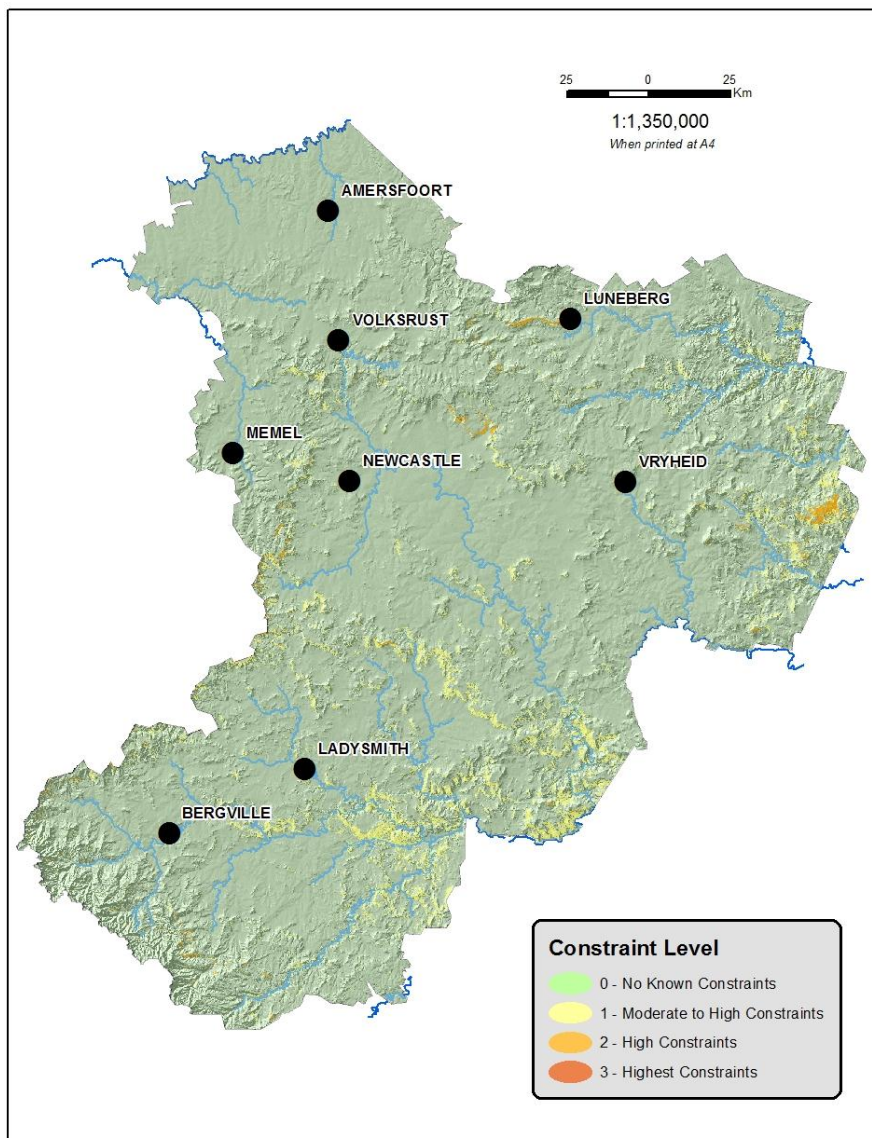 25 0 25
Km
1:1,350,000
When printed at A4
AMERSFOORT
LUNEBERG
VOLKSRUST
MEMEL
NEWCASTLE
VRYHEID
LADYSMITH
BERGVILLE
Constraint Level
0 - No Known Constraints
1 - Moderate to High Constraints
2 - High Constraints
3 - Highest Constraints